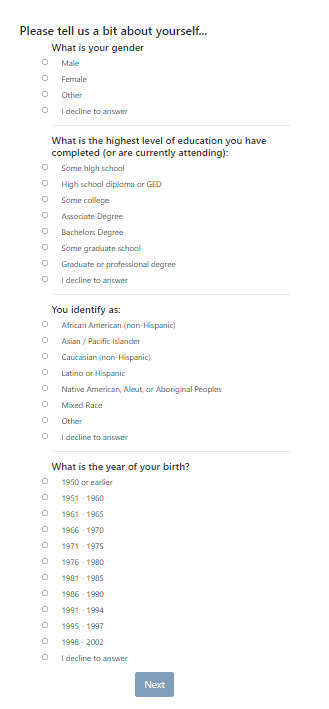 Please tell us a bit about yourself...
What is your gender
Male
Female
Other
I decline to answer
What is the highest level of education you have
completed (or are currently attending):
Some high school
High school diploma or GED
Some college
Associate Degree
Bachelors Degree
Some graduate school
Graduate or professional degree
I decline to answer
You identify as:
African American (non-Hispanic)
Asian / Pacific Islander
Caucasian (non-Hispanic)
Latino or Hispanic
Native American, Aleut, or Aboriginal Peoples
Mixed Race
Other
I decline to answer
What is the year of your birth?
1950 or earlier
1951 - 1960
1961 - 1965
1966 - 1970
1971 - 1975
1976 - 1980
1981 - 1985
1986 - 1990
1991 - 1994
1995 - 1997
1998 - 2002
I decline to answer
Next